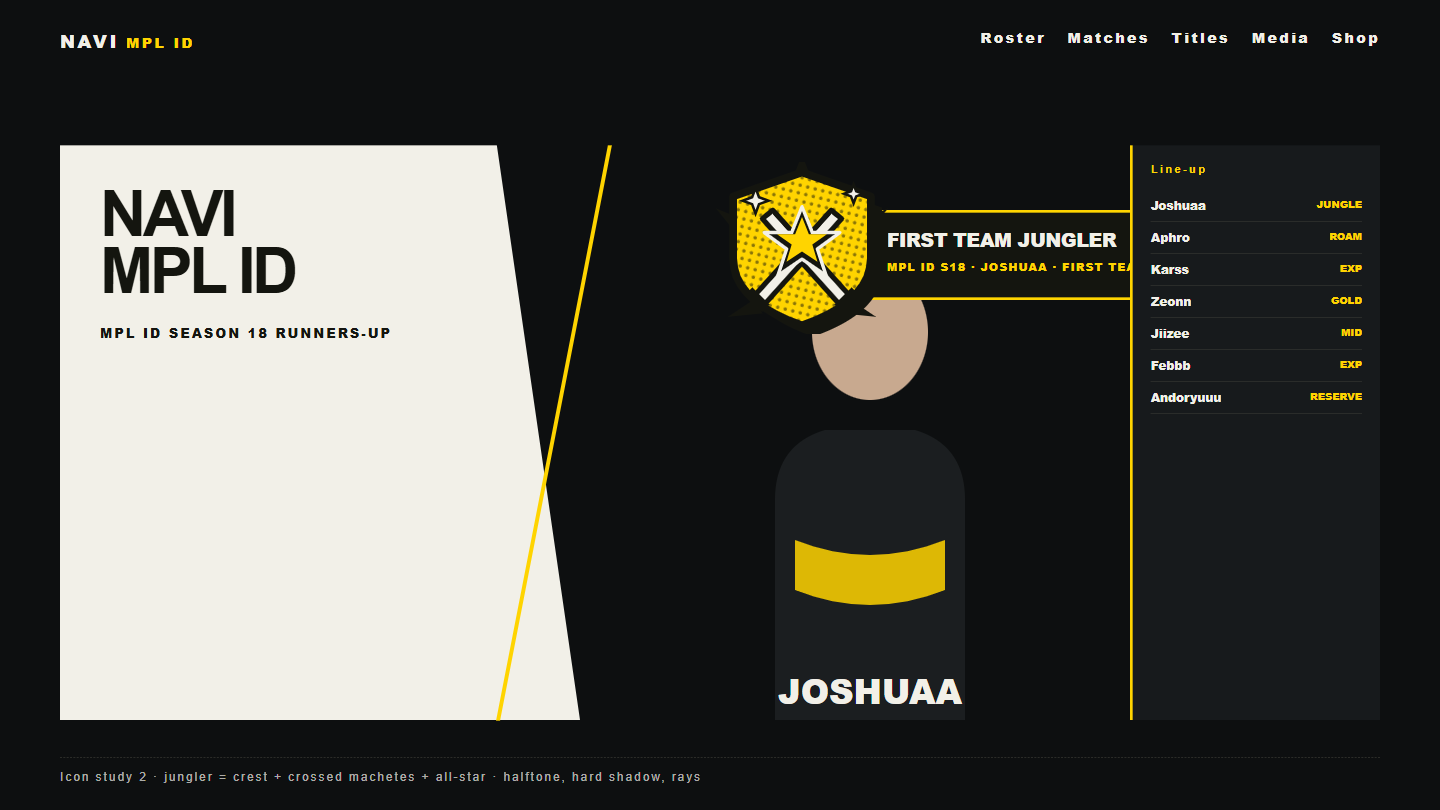 NAVI MPL ID
Roster Matches Titles Media Shop
NAVI
MPL ID
MPL ID SEASON 18 RUNNERS-UP
FIRST TEAM JUNGLER
MPL ID S18 · JOSHUAA · FIRST TEA
JOSHUAA
Line-up
Joshuaa JUNGLE
Aphro ROAM
Karss EXP
Zeonn GOLD
Jiizee MID
Febbb EXP
Andoryuuu RESERVE
Icon study 2 · jungler = crest + crossed machetes + all-star · halftone, hard shadow, rays